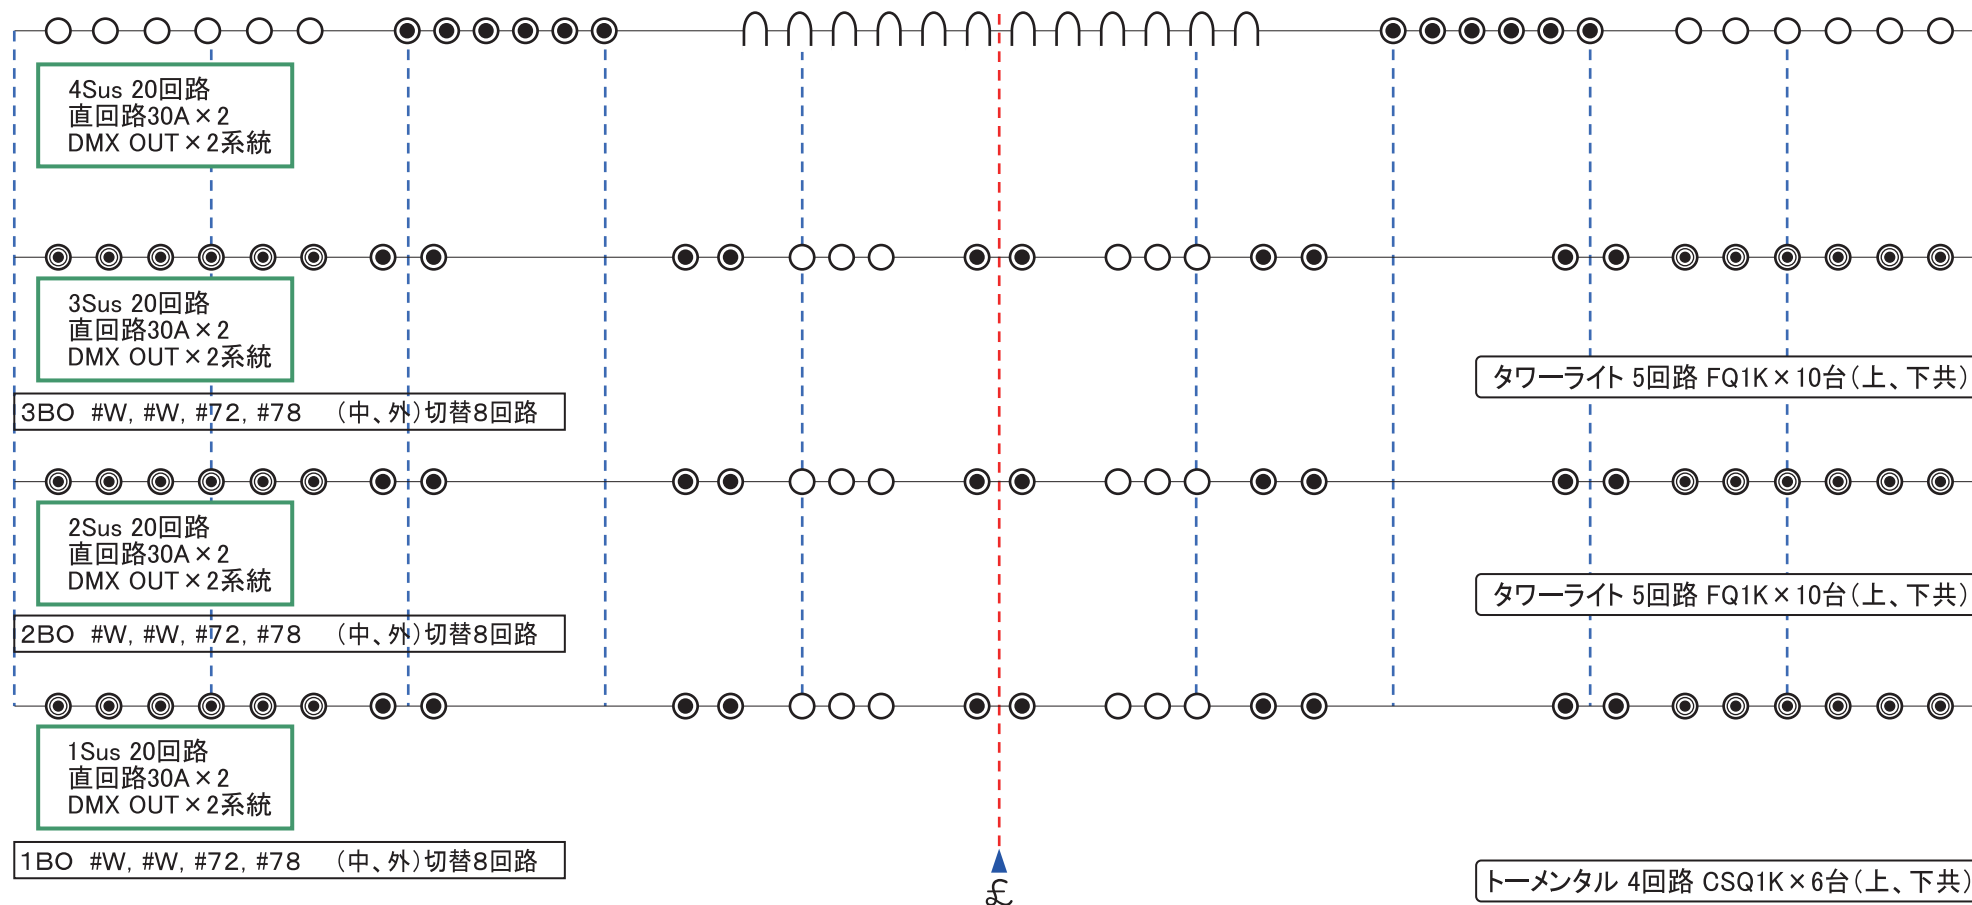 4Sus 20回路
直回路30A×2
DMX OUT×2系統
3Sus 20回路
直回路30A×2
DMX OUT×2系統
タワーライト 5回路 FQ1K×10台(上、下共)
3BO #W, #W, #72, #78 (中、外)切替8回路
2Sus 20回路
直回路30A×2
DMX OUT×2系統
タワーライト 5回路 FQ1K×10台(上、下共)
2BO #W, #W, #72, #78 (中、外)切替8回路
1Sus 20回路
直回路30A×2
DMX OUT×2系統
1BO #W, #W, #72, #78 (中、外)切替8回路
トーメンタル 4回路 CSQ1K×6台(上、下共)